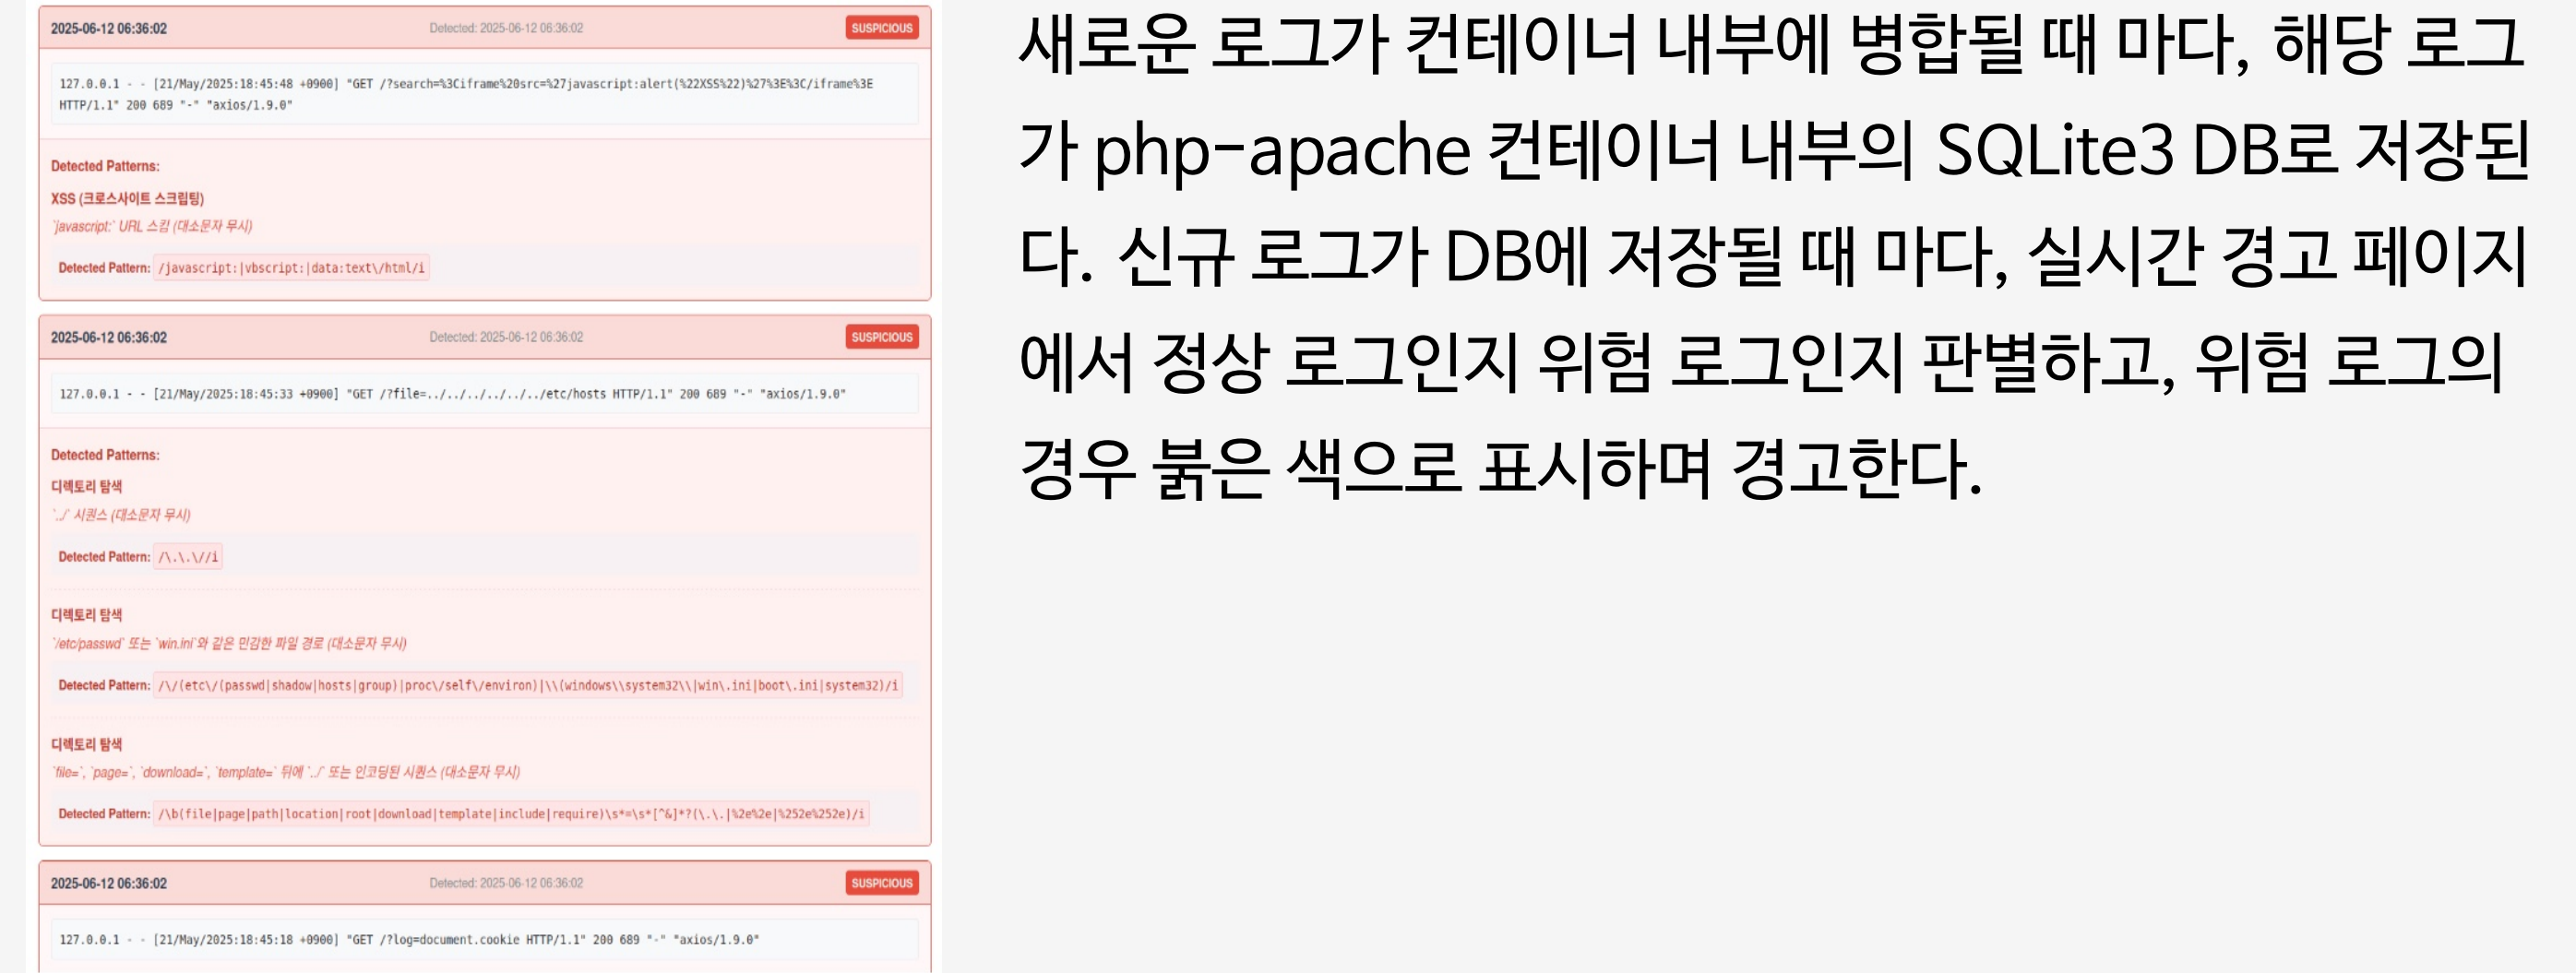 2025-06-12 06:36:02 Detected: 2025-06-12 06:36:02 SUSPICIOUS
127.0.0.1 - - [21/May/2025:18:45:48 +0900] "GET /?search=%3Ciframe%20src=%27javascript:alert(%22XSS%22)%27%3E%3C/iframe%3E
HTTP/1.1" 200 689 "-" "axios/1.9.0"
Detected Patterns:
XSS (크로스사이트 스크립팅)
`javascript:` URL 스킴 (대소문자 무시)
Detected Pattern: /javascript:|vbscript:|data:text\/html/i
2025-06-12 06:36:02 Detected: 2025-06-12 06:36:02 SUSPICIOUS
127.0.0.1 - - [21/May/2025:18:45:33 +0900] "GET /?file=../../../../../../etc/hosts HTTP/1.1" 200 689 "-" "axios/1.9.0"
Detected Patterns:
디렉토리 탐색
`../` 시퀀스 (대소문자 무시)
Detected Pattern: /\.\.\//i
디렉토리 탐색
`/etc/passwd` 또는 `win.ini`와 같은 민감한 파일 경로 (대소문자 무시)
Detected Pattern: /\/(etc\/(passwd|shadow|hosts|group)|proc\/self\/environ)|\\(windows\\system32\\|win\.ini|boot\.ini|system32)/i
디렉토리 탐색
`file=`, `page=`, `download=`, `template=` 뒤에 `../` 또는 인코딩된 시퀀스 (대소문자 무시)
Detected Pattern: /\b(file|page|path|location|root|download|template|include|require)\s*=\s*[^&]*?(\.\.|%2e%2e|%252e%252e)/i
2025-06-12 06:36:02 Detected: 2025-06-12 06:36:02 SUSPICIOUS
127.0.0.1 - - [21/May/2025:18:45:18 +0900] "GET /?log=document.cookie HTTP/1.1" 200 689 "-" "axios/1.9.0"
새로운 로그가 컨테이너 내부에 병합될 때 마다, 해당 로그
가 php-apache 컨테이너 내부의 SQLite3 DB로 저장된
다. 신규 로그가 DB에 저장될 때 마다, 실시간 경고 페이지
에서 정상 로그인지 위험 로그인지 판별하고, 위험 로그의
경우 붉은 색으로 표시하며 경고한다.